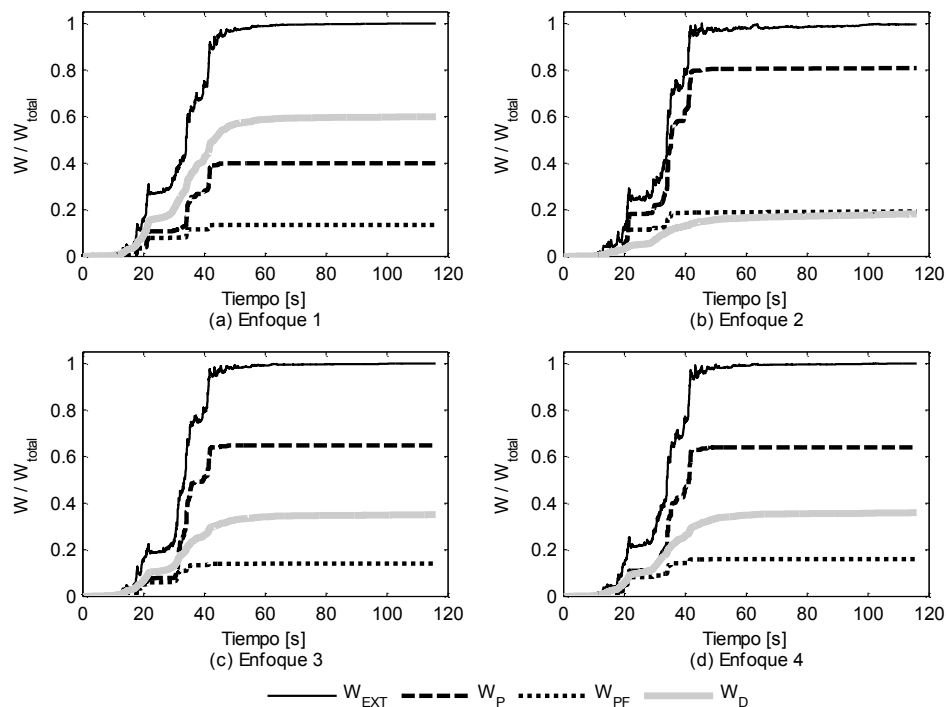 1
0.8
0.6
0.4
0.2
0
W / W_total
0 20 40 60 80 100 120
Tiempo [s]
(a) Enfoque 1
1
0.8
0.6
0.4
0.2
0
W / W_total
0 20 40 60 80 100 120
Tiempo [s]
(b) Enfoque 2
1
0.8
0.6
0.4
0.2
0
W / W_total
0 20 40 60 80 100 120
Tiempo [s]
(c) Enfoque 3
1
0.8
0.6
0.4
0.2
0
W / W_total
0 20 40 60 80 100 120
Tiempo [s]
(d) Enfoque 4
W_EXT W_P W_PF W_D